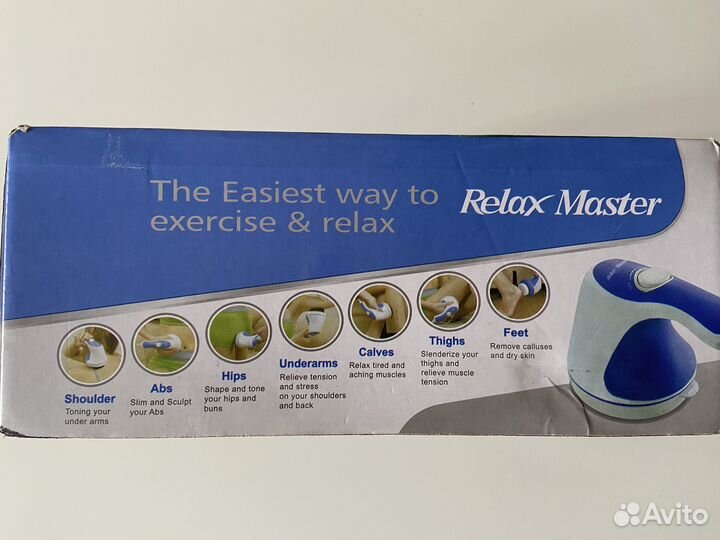 The Easiest way to
exercise & relax
Relax Master
Shoulder
Toning your
under arms
Abs
Slim and Sculpt
your Abs
Hips
Shape and tone
your hips and
buns
Underarms
Relieve tension
and stress
on your shoulders
and back
Calves
Relax tired and
aching muscles
Thighs
Slenderize your
thighs and
relieve muscle
tension
Feet
Remove calluses
and dry skin
Relax Master
Avito